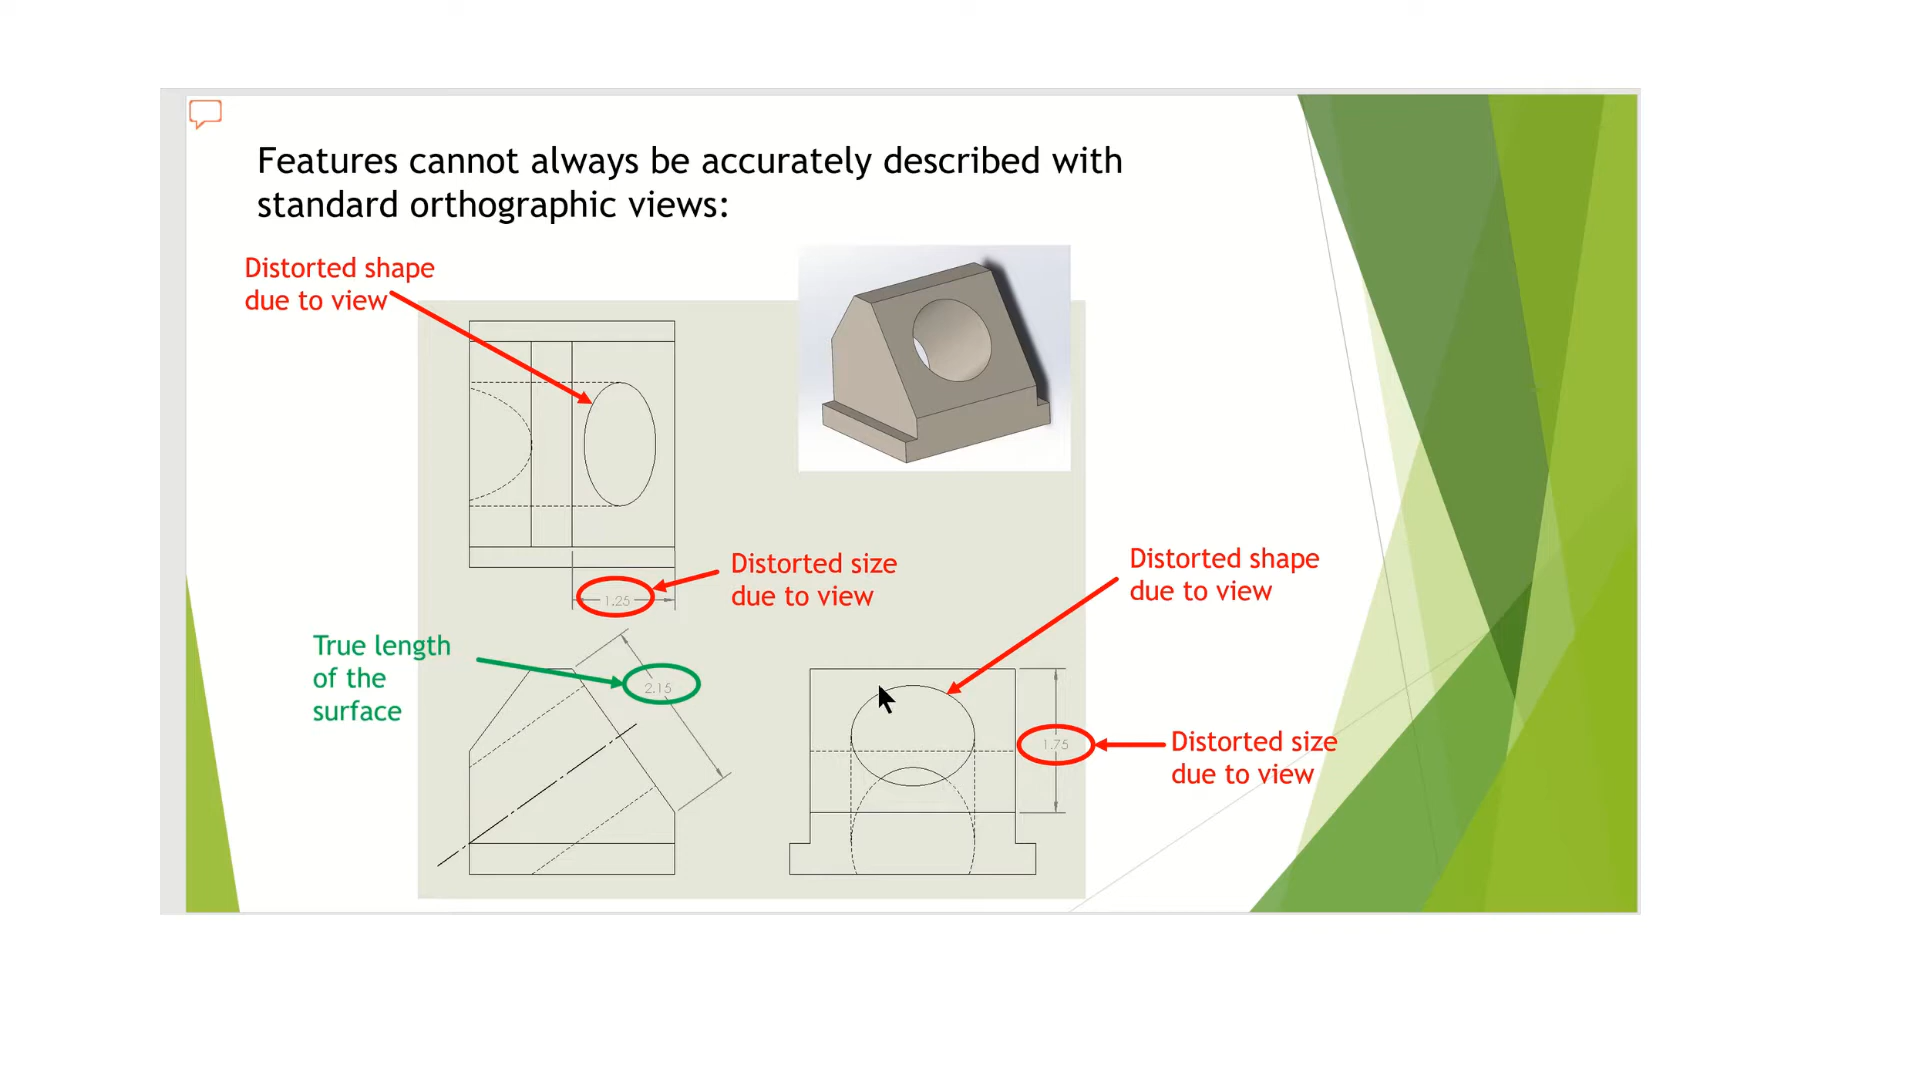 Features cannot always be accurately described with
standard orthographic views:
Distorted shape
due to view
Distorted size
due to view
1.25
Distorted shape
due to view
True length
of the
surface
2.15
1.75
Distorted size
due to view